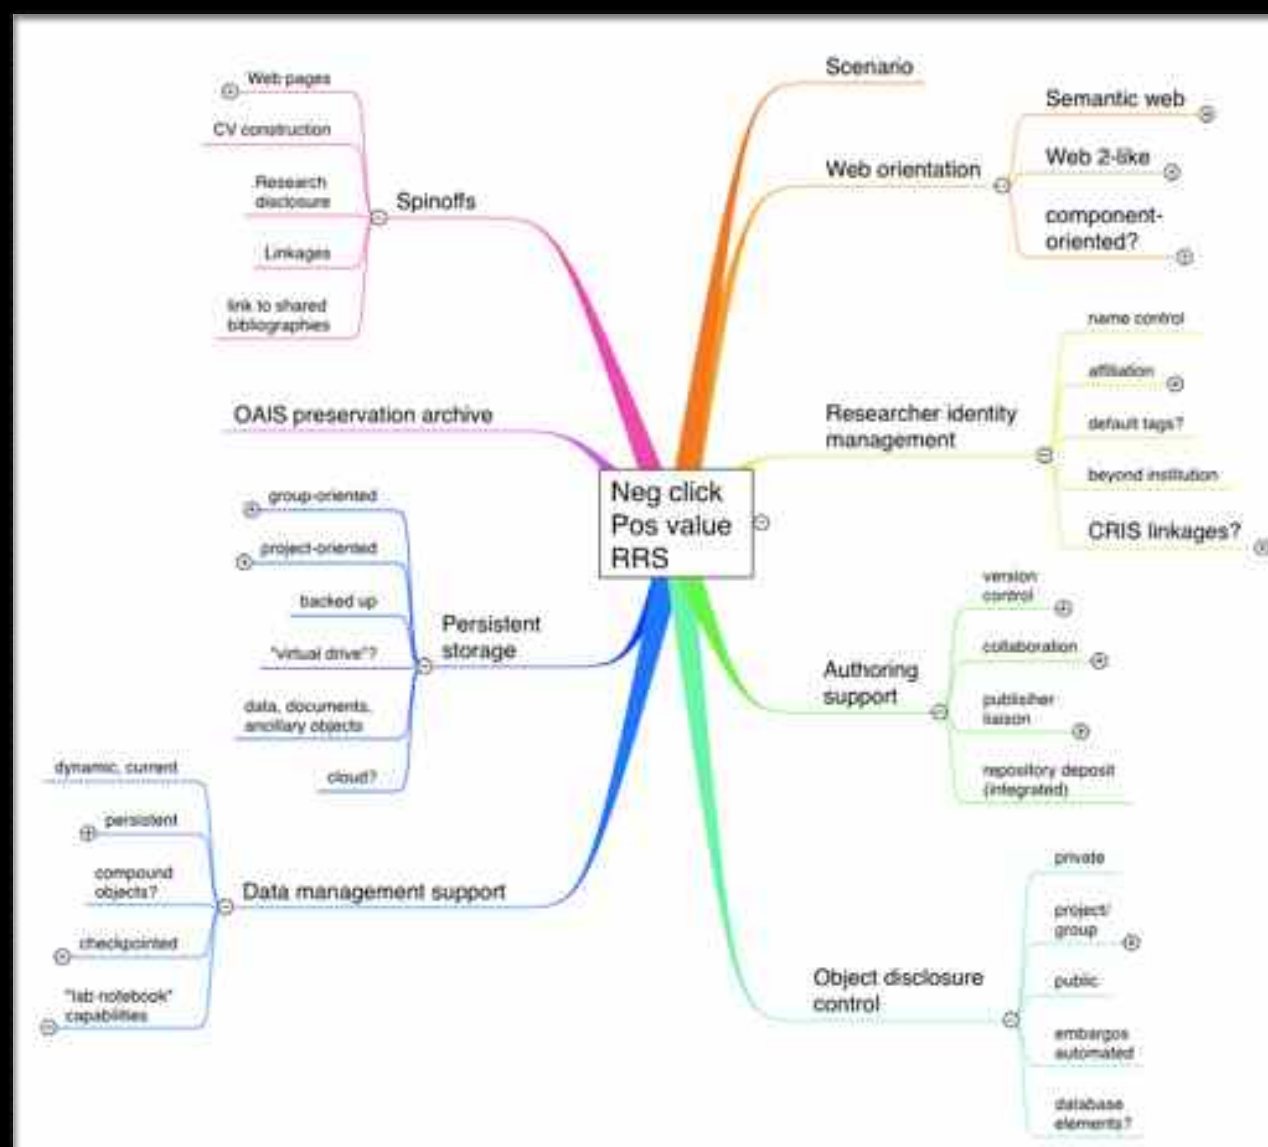 Neg click
Pos value
RRS
Scenario
Web orientation
Semantic web
Web 2-like
component-
oriented?
Researcher identity
management
name control
affiliation
default tags?
beyond institution
CRIS linkages?
Authoring
support
version
control
collaboration
publisiher
liaison
repository deposit
(integrated)
Object disclosure
control
private
project/
group
public
embargos
automated
database
elements?
Spinoffs
Web pages
CV construction
Research
disclosure
Linkages
link to shared
bibliographies
OAIS preservation archive
Persistent
storage
group-oriented
project-oriented
backed up
"virtual drive"?
data, documents,
ancillary objects
cloud?
Data management support
dynamic, current
persistent
compound
objects?
checkpointed
"lab notebook"
capabilities